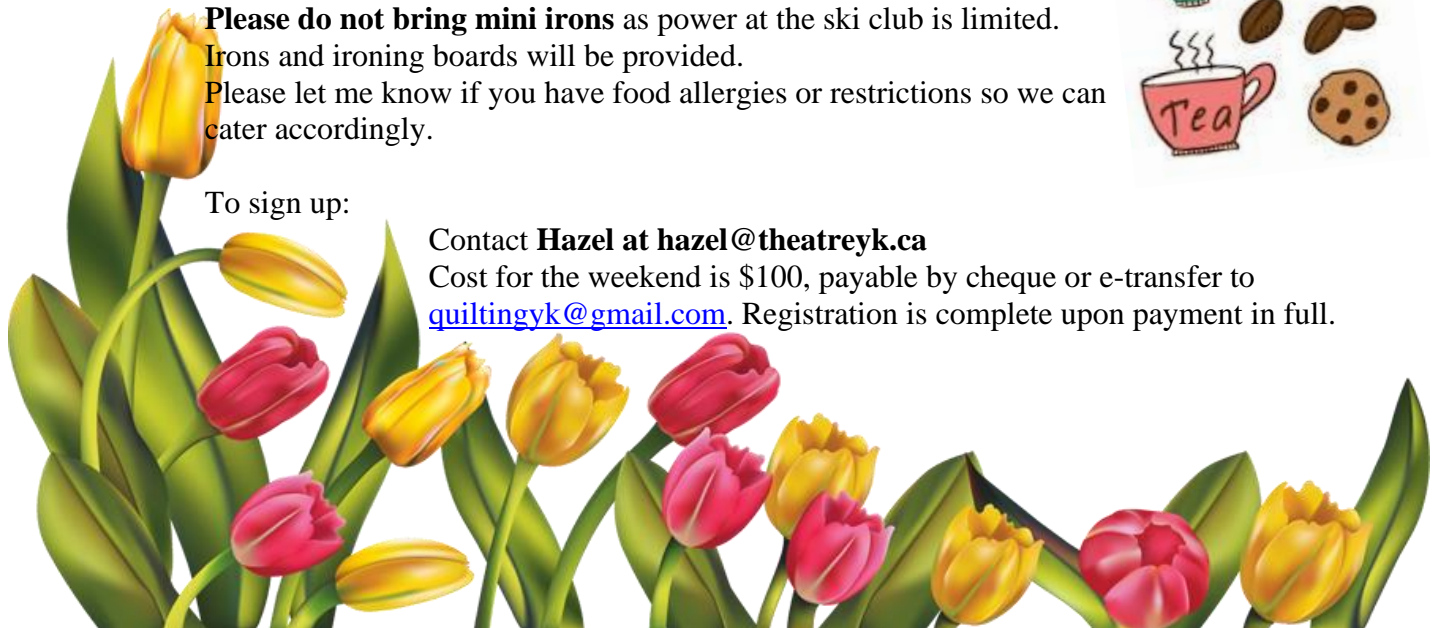 Please do not bring mini irons as power at the ski club is limited.
Irons and ironing boards will be provided.
Please let me know if you have food allergies or restrictions so we can
cater accordingly.
Tea
To sign up:
Contact Hazel at hazel@theatreyk.ca
Cost for the weekend is $100, payable by cheque or e-transfer to
quiltingyk@gmail.com. Registration is complete upon payment in full.